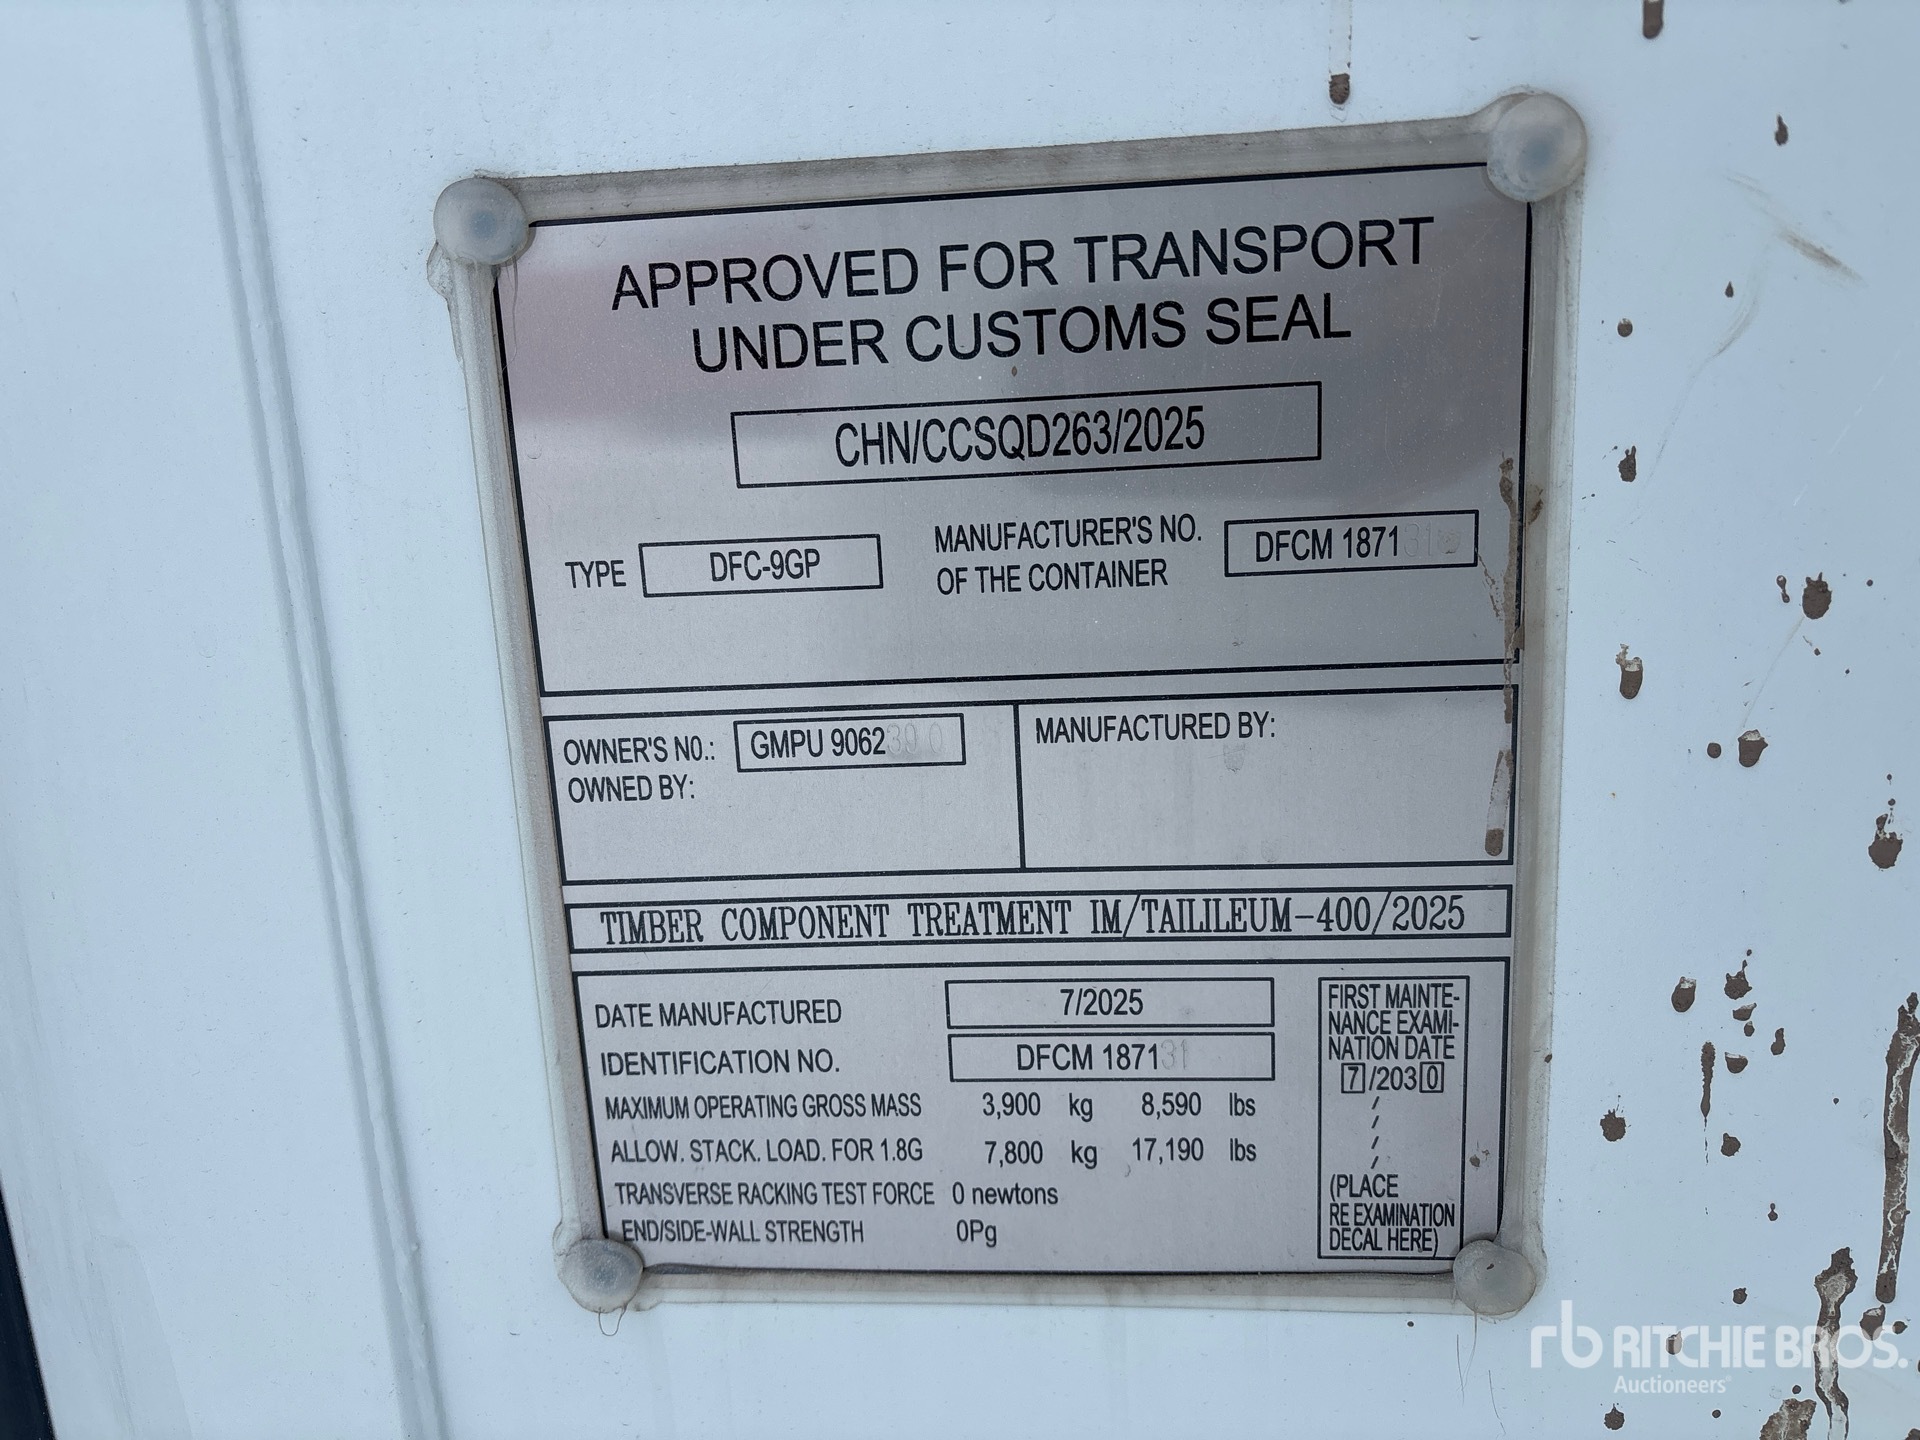 APPROVED FOR TRANSPORT
UNDER CUSTOMS SEAL
CHN/CCSQD263/2025
TYPE DFC-9GP
MANUFACTURER'S NO.
OF THE CONTAINER
DFCM 1871
OWNER'S NO.: GMPU 9062
OWNED BY:
MANUFACTURED BY:
TIMBER COMPONENT TREATMENT IM/TAILILEUM-400/2025
DATE MANUFACTURED 7/2025
IDENTIFICATION NO. DFCM 18731
MAXIMUM OPERATING GROSS MASS 3,900 kg 8,590 lbs
ALLOW. STACK. LOAD. FOR 1.8G 7,800 kg 17,190 lbs
TRANSVERSE RACKING TEST FORCE 0 newtons
END/SIDE-WALL STRENGTH 0Pg
FIRST MAINTE-
NANCE EXAMI-
NATION DATE
7/2030
/
/
/
/
(PLACE
RE EXAMINATION
DECAL HERE)
rb RITCHIE BROS.
Auctioneers